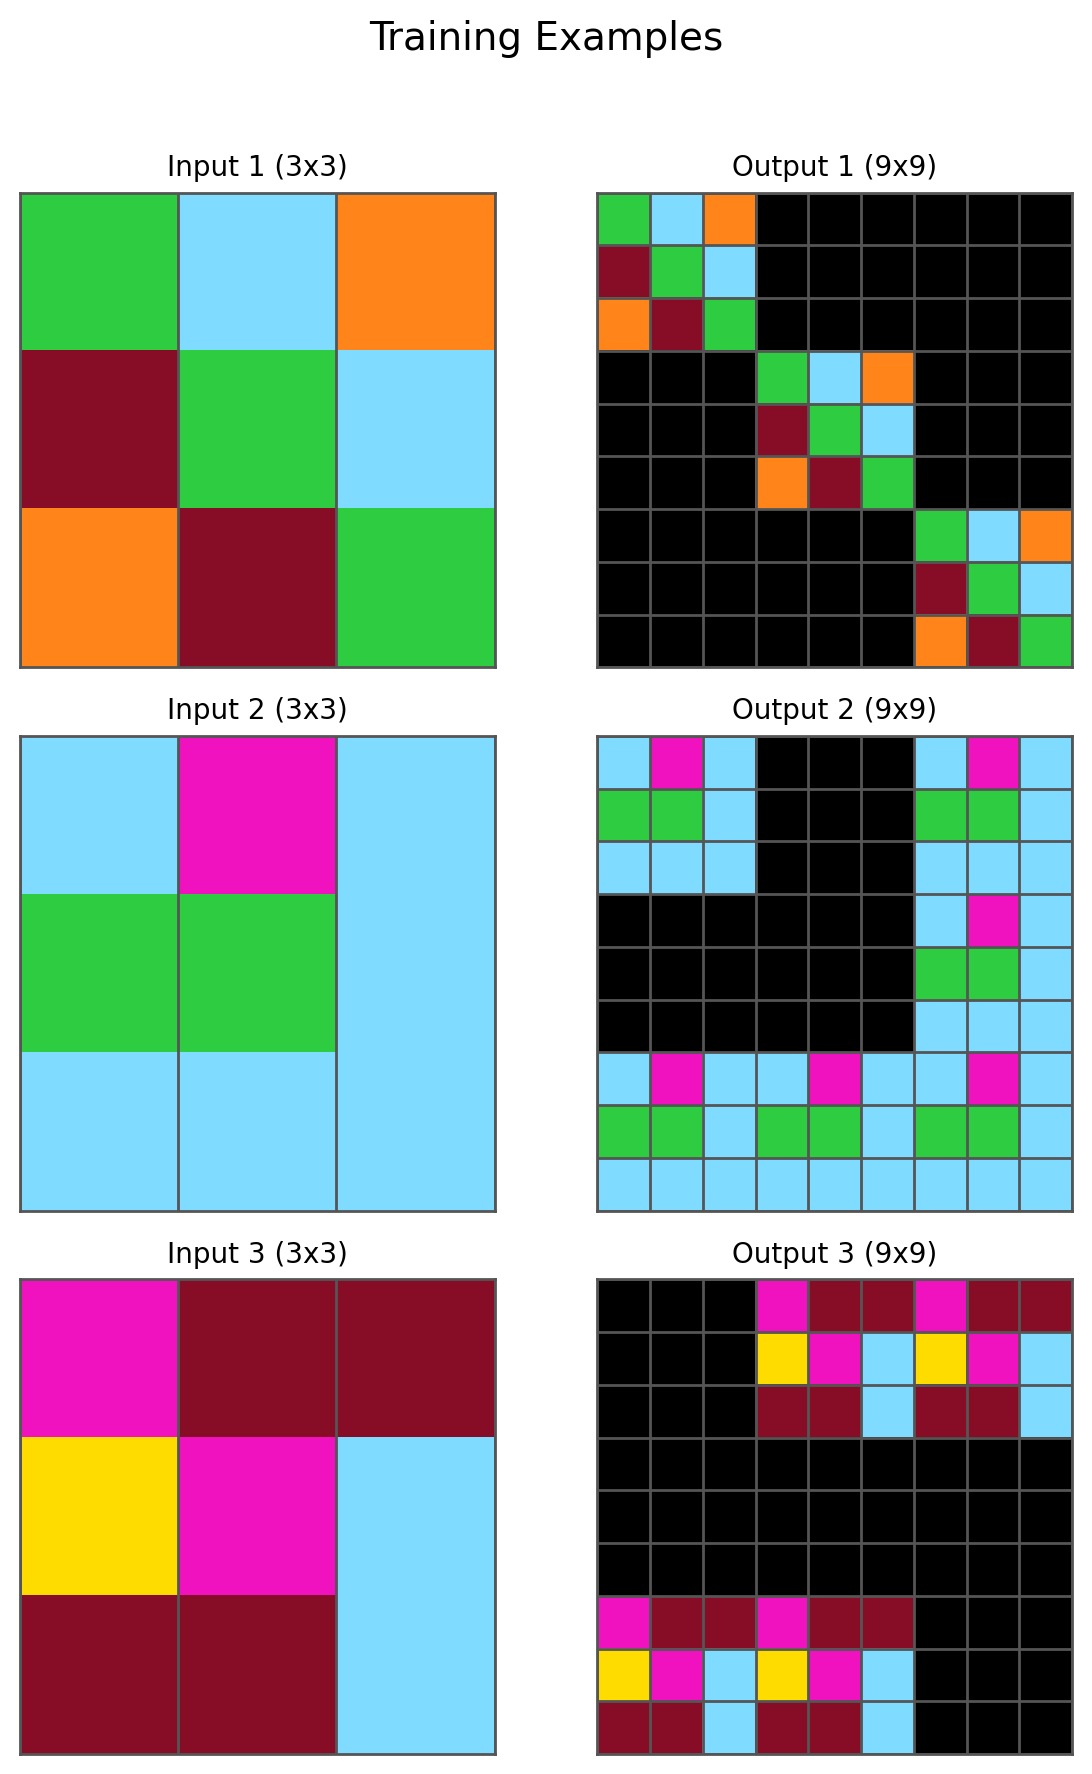 Training Examples
Input 1 (3x3)
Output 1 (9x9)
Input 2 (3x3)
Output 2 (9x9)
Input 3 (3x3)
Output 3 (9x9)